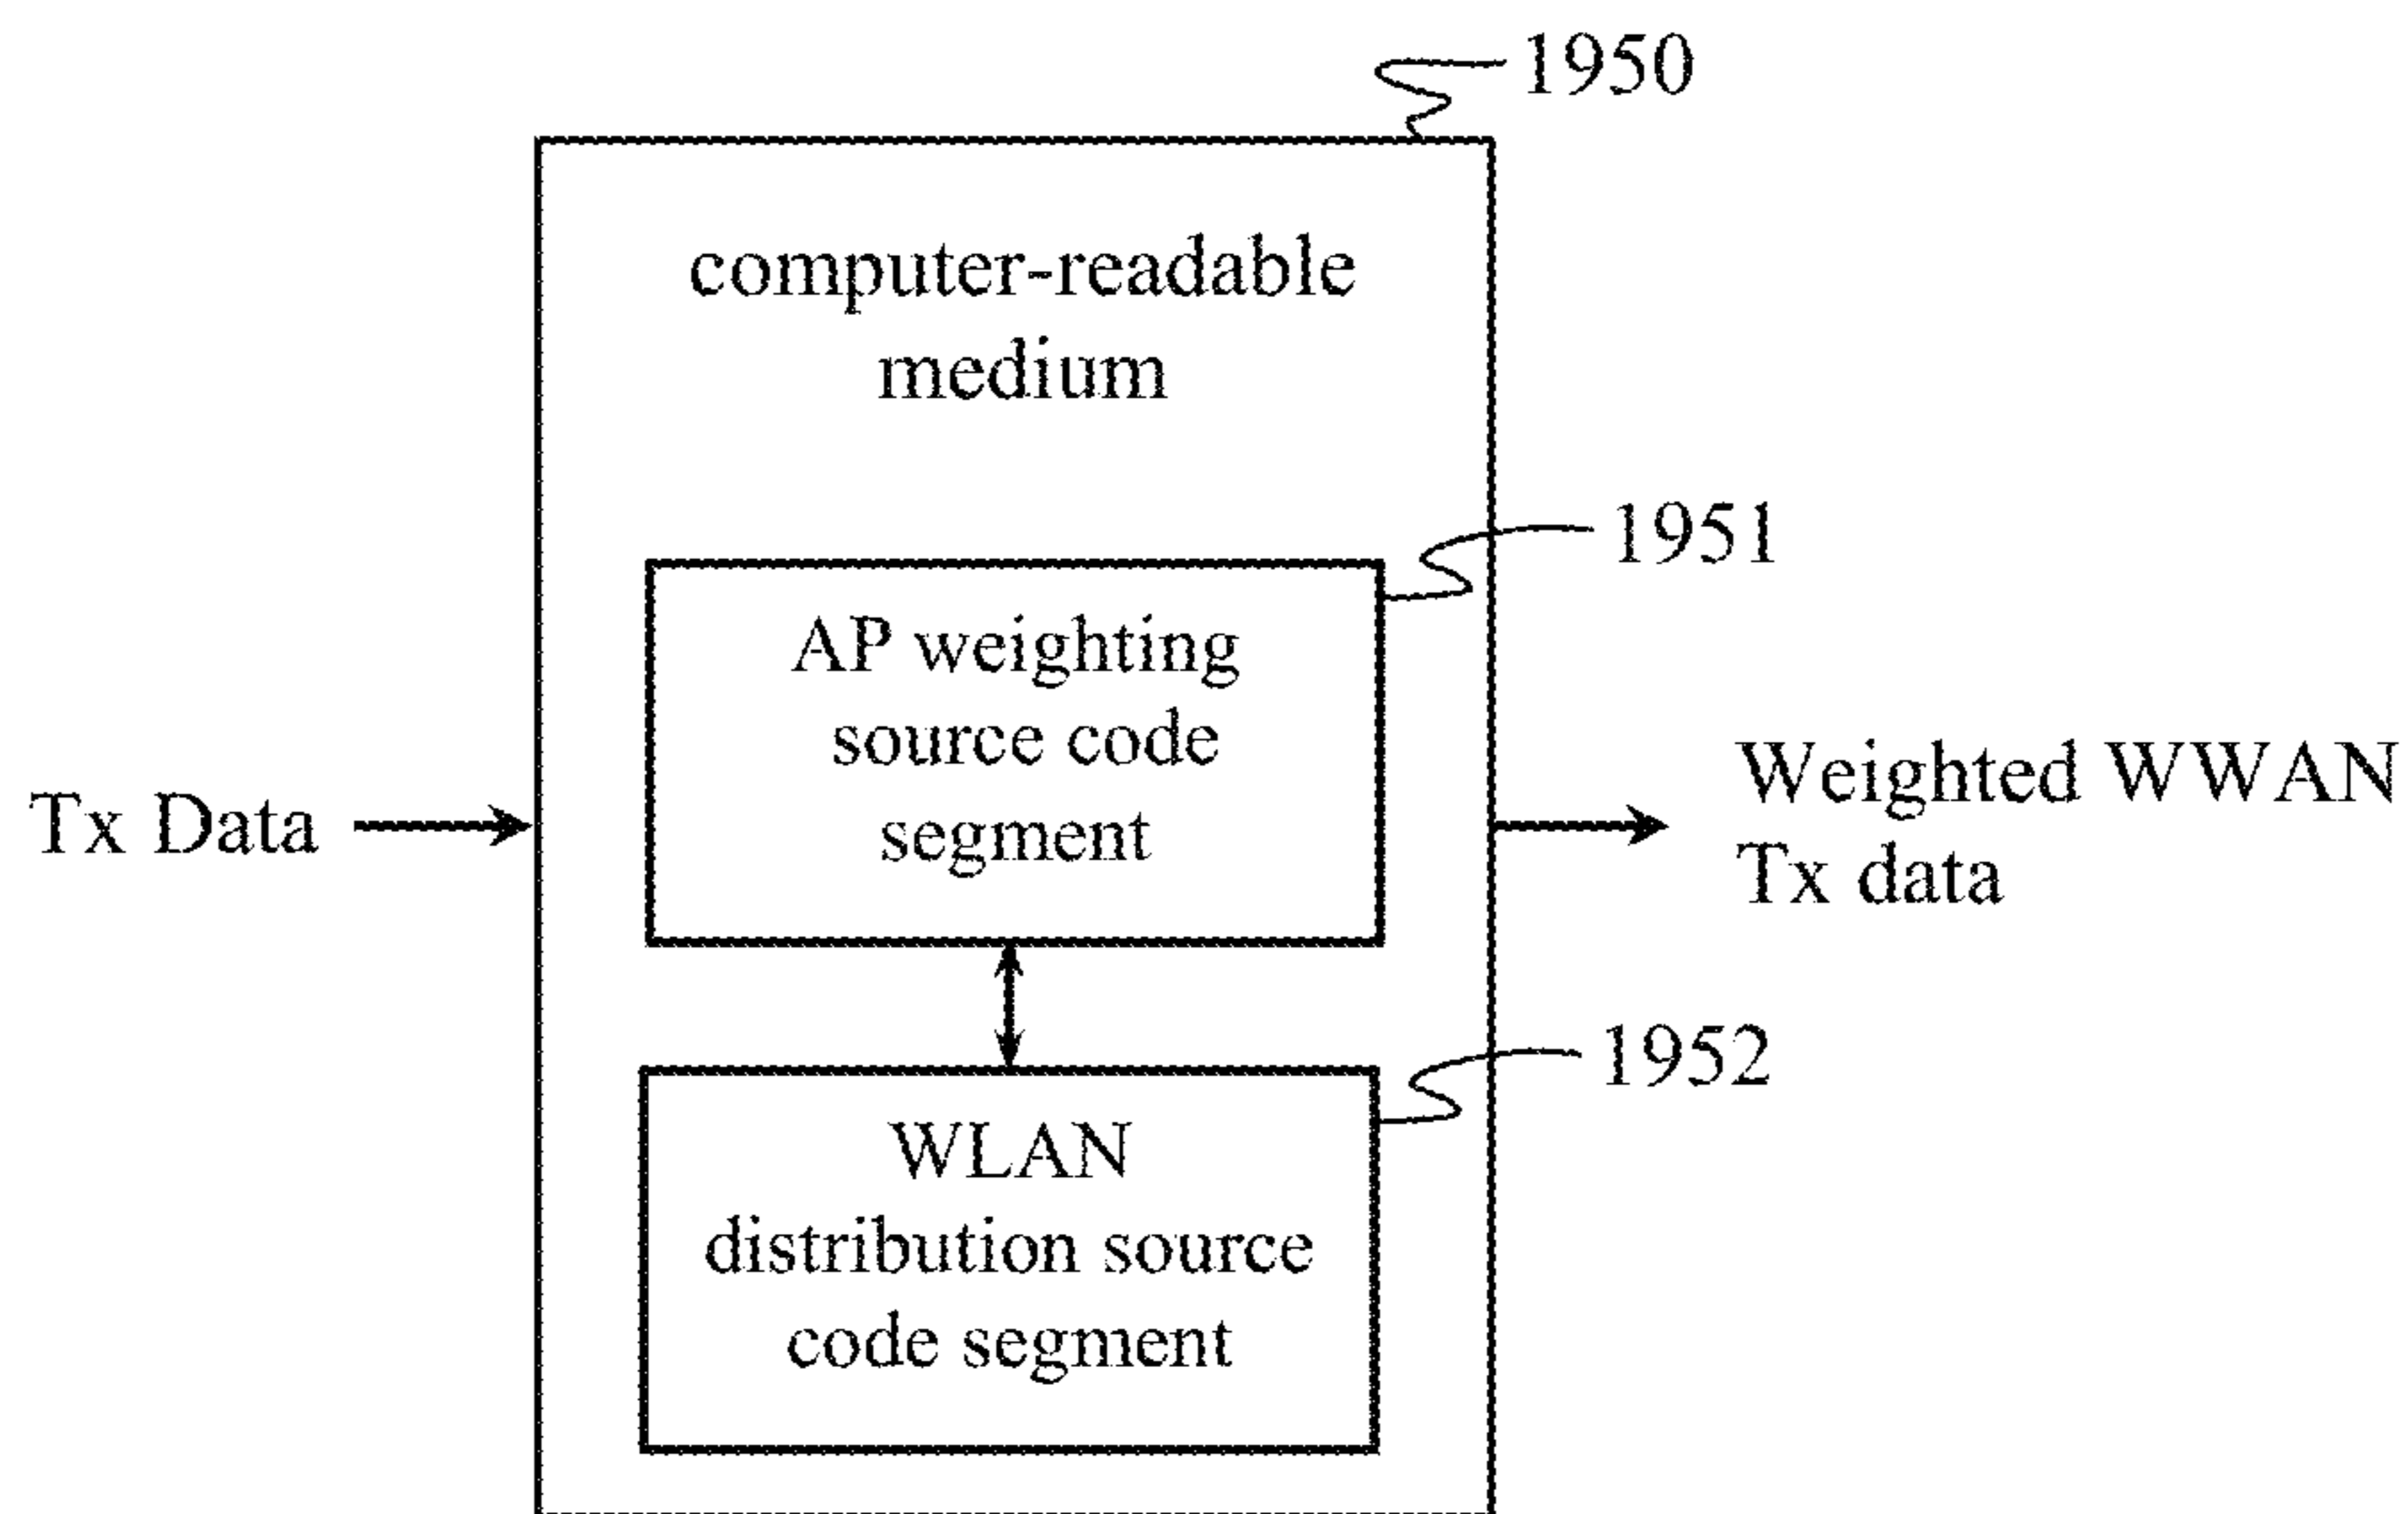 1950
computer-readable
medium
1951
AP weighting
source code
segment
Tx Data
Weighted WWAN
Tx data
1952
WLAN
distribution source
code segment